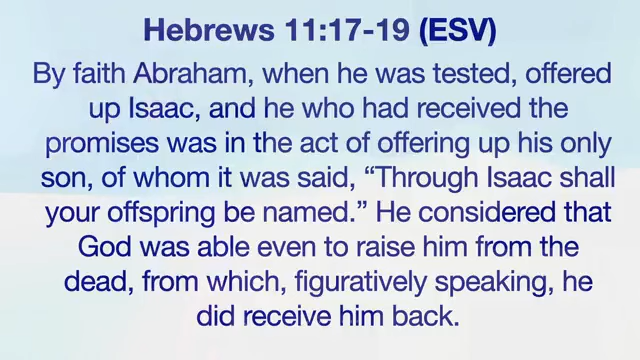 Hebrews 11:17-19 (ESV)
By faith Abraham, when he was tested, offered
up Isaac, and he who had received the
promises was in the act of offering up his only
son, of whom it was said, “Through Isaac shall
your offspring be named.” He considered that
God was able even to raise him from the
dead, from which, figuratively speaking, he
did receive him back.